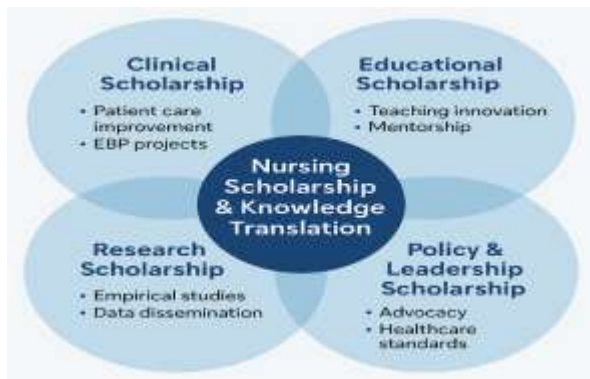 Clinical
Scholarship
• Patient care
improvement
• EBP projects
Educational
Scholarship
• Teaching innovation
• Mentorship
Nursing
Scholarship
& Knowledge
Translation
Research
Scholarship
• Empirical studies
• Data dissemination
Policy &
Leadership
Scholarship
• Advocacy
• Healthcare
standards